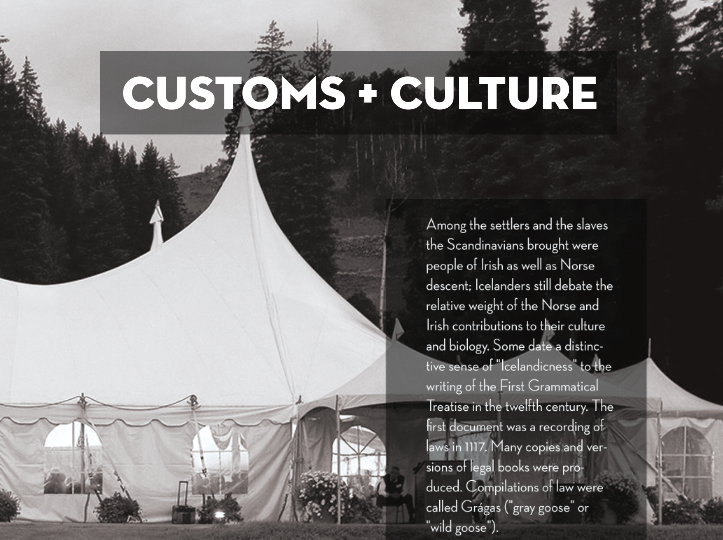 CUSTOMS + CULTURE
Among the settlers and the slaves
the Scandinavians brought were
people of Irish as well as Norse
descent; Icelanders still debate the
relative weight of the Norse and
Irish contributions to their culture
and biology. Some date a distinc-
tive sense of "Icelandicness" to the
writing of the First Grammatical
Treatise in the twelfth century. The
first document was a recording of
laws in 1117. Many copies and ver-
sions of legal books were pro-
duced. Compilations of law were
called Grágas ("gray goose" or
"wild goose").